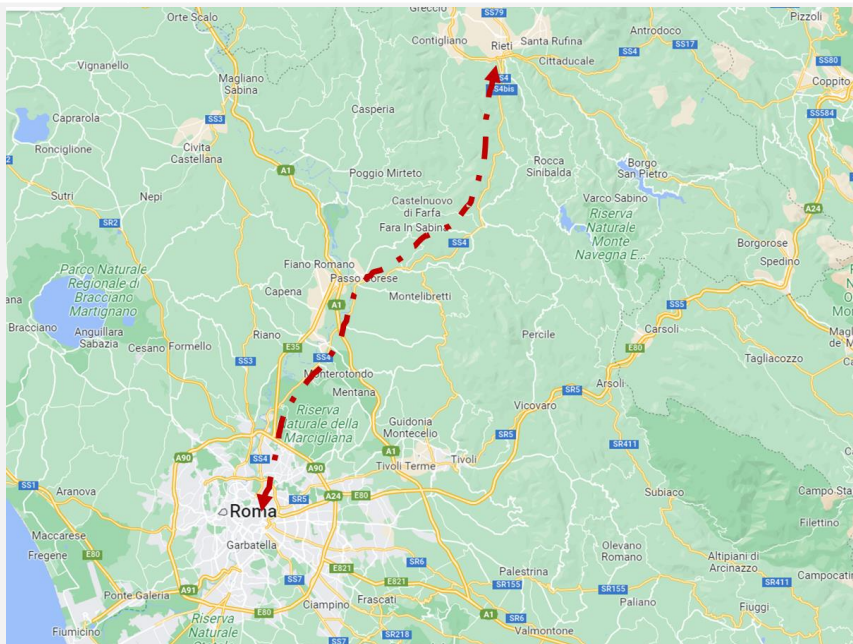 Greccio
SS79
Pizzoli
Orte Scalo
Contigliano
Rieti
Santa Rufina
Antrodoco
SS4
SS17
Cittaducale
SS80
Coppito
Vignanello
Magliano
Sabina
SS4
SS4bis
SS584
Caprarola
SS3
Casperia
Ronciglione
Civita
Castellana
A1
Poggio Mirteto
Rocca
Sinibalda
Borgo
San Pietro
Sutri
Nepi
Castelnuovo
di Farfa
Varco Sabino
A24
SR2
Fara In Sabina
Riserva
Naturale
Monte
Navegna E...
SS4
Borgorose
Spedino
Parco Naturale
Regionale di
Bracciano
Martignano
Fiano Romano
Passo Corese
Capena
Montelibretti
A1
SS5
Bracciano
Anguillara
Sabazia
Cesano
Formello
Riano
Percile
Carsoli
E35
SS3
SS4
E80
Tagliacozzo
Monterotondo
Mentana
Arsoli
SR5
Vicovaro
Riserva
Naturale della
Marcigliana
Guidonia
Montecelio
SR5
SR411
A90
SS4
A90
A1
Tivoli Terme
Tivoli
SS1
Aranova
A24
E80
SR5
Subiaco
Campo Sta
Roma
Filettino
Maccarese
Fregene
E80
Garbatella
Olevano
Romano
Altipiani di
Arcinazzo
E821
SR6
SS7
E821
Palestrina
SR155
SR155
SR411
Campocatin
A91
Ponte Galeria
E80
Ciampino
Frascati
Paliano
Fiuggi
A1
SR6
Fiumicino
Riserva
Naturale
SS7
SR218
Valmontone